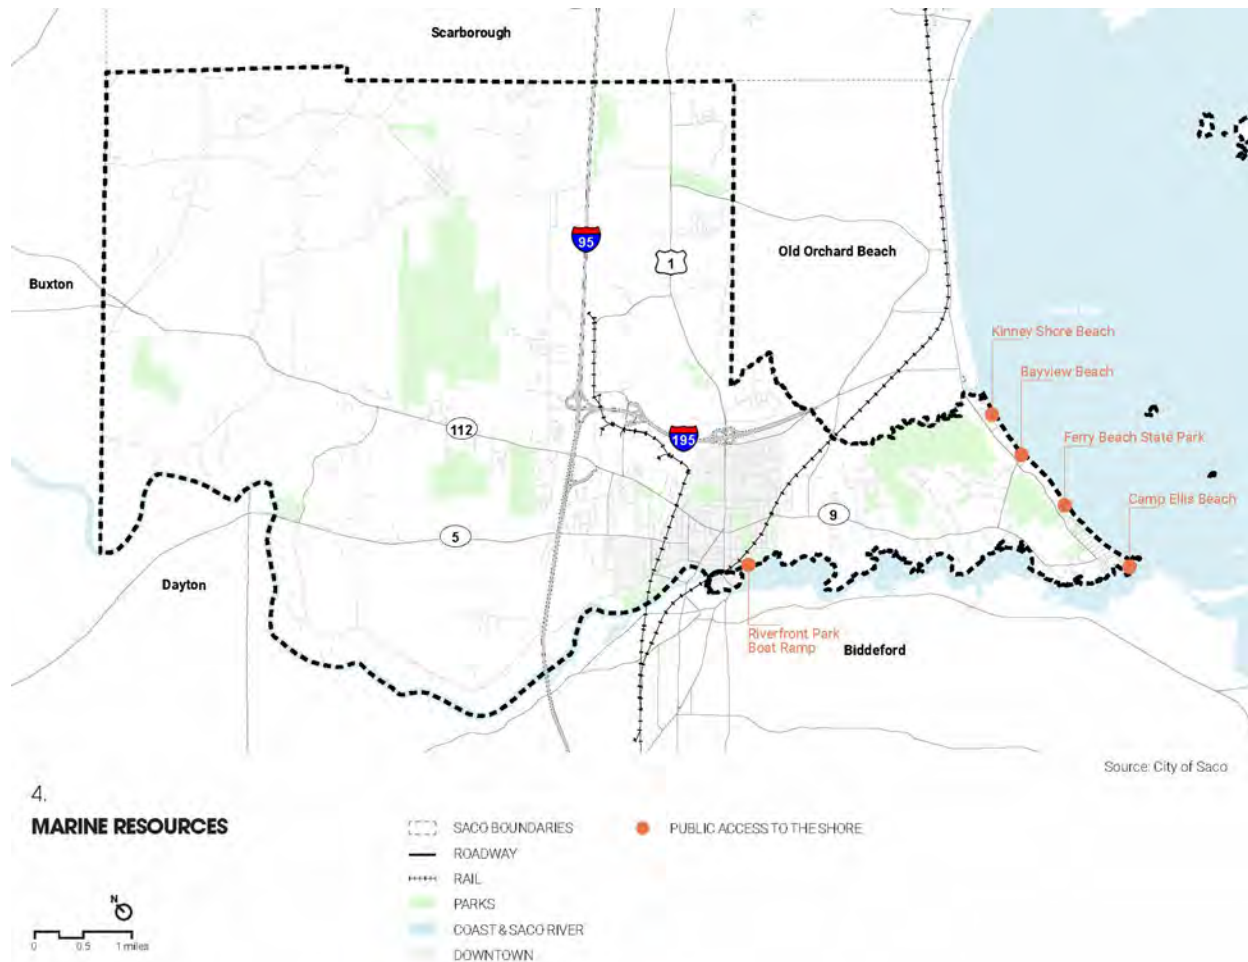 Scarborough
95
1
Old Orchard Beach
Buxton
Kinney Shore Beach
Bayview Beach
112
195
Ferry Beach State Park
Camp Ellis Beach
9
5
Dayton
Riverfront Park
Boat Ramp
Biddeford
Source: City of Saco
4.
MARINE RESOURCES
SACO BOUNDARIES
ROADWAY
RAIL
PARKS
COAST & SACO RIVER
DOWNTOWN
PUBLIC ACCESS TO THE SHORE
N
0 0.5 1 miles